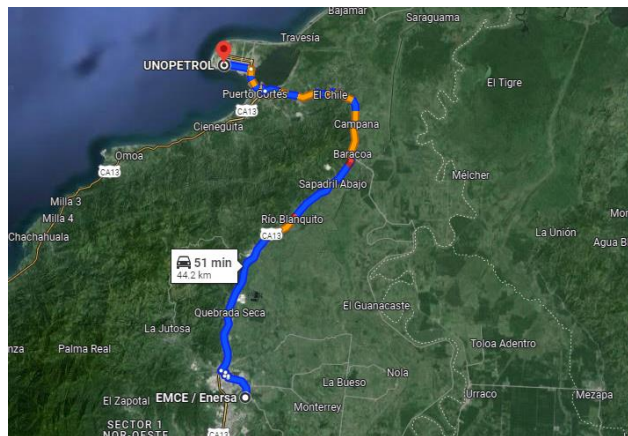 Bajamar
Saraguama
Travesía
UNOPETROL
El Tigre
Puerto Cortés
El Chile
CA13
Cieneguita
Campana
Omoa
Baracoa
CA13
Mélcher
Sapadril Abajo
Milla 3
Milla 4
Río Blanquito
Chachahuala
CA13
La Unión
Agua B
51 min
44,2 km
El Guanacaste
Quebrada Seca
La Jutosa
Toloa Adentro
nza
Palma Real
Nola
La Bueso
Urraco
Mezapa
El Zapotal
EMCE / Enersa
Monterrey
SECTOR 1
NOR-OESTE
CA13